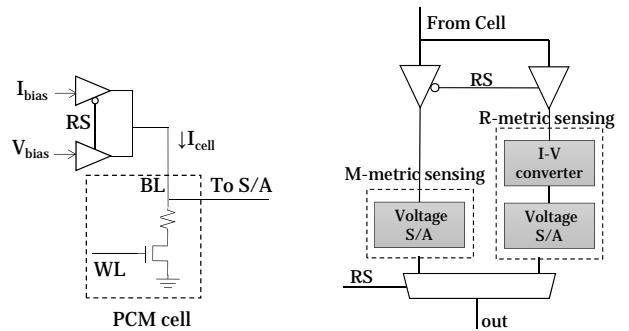 I_bias
RS
V_bias
↓I_cell
BL
To S/A
WL
PCM cell
From Cell
RS
R-metric sensing
I-V
converter
M-metric sensing
Voltage
S/A
Voltage
S/A
RS
out